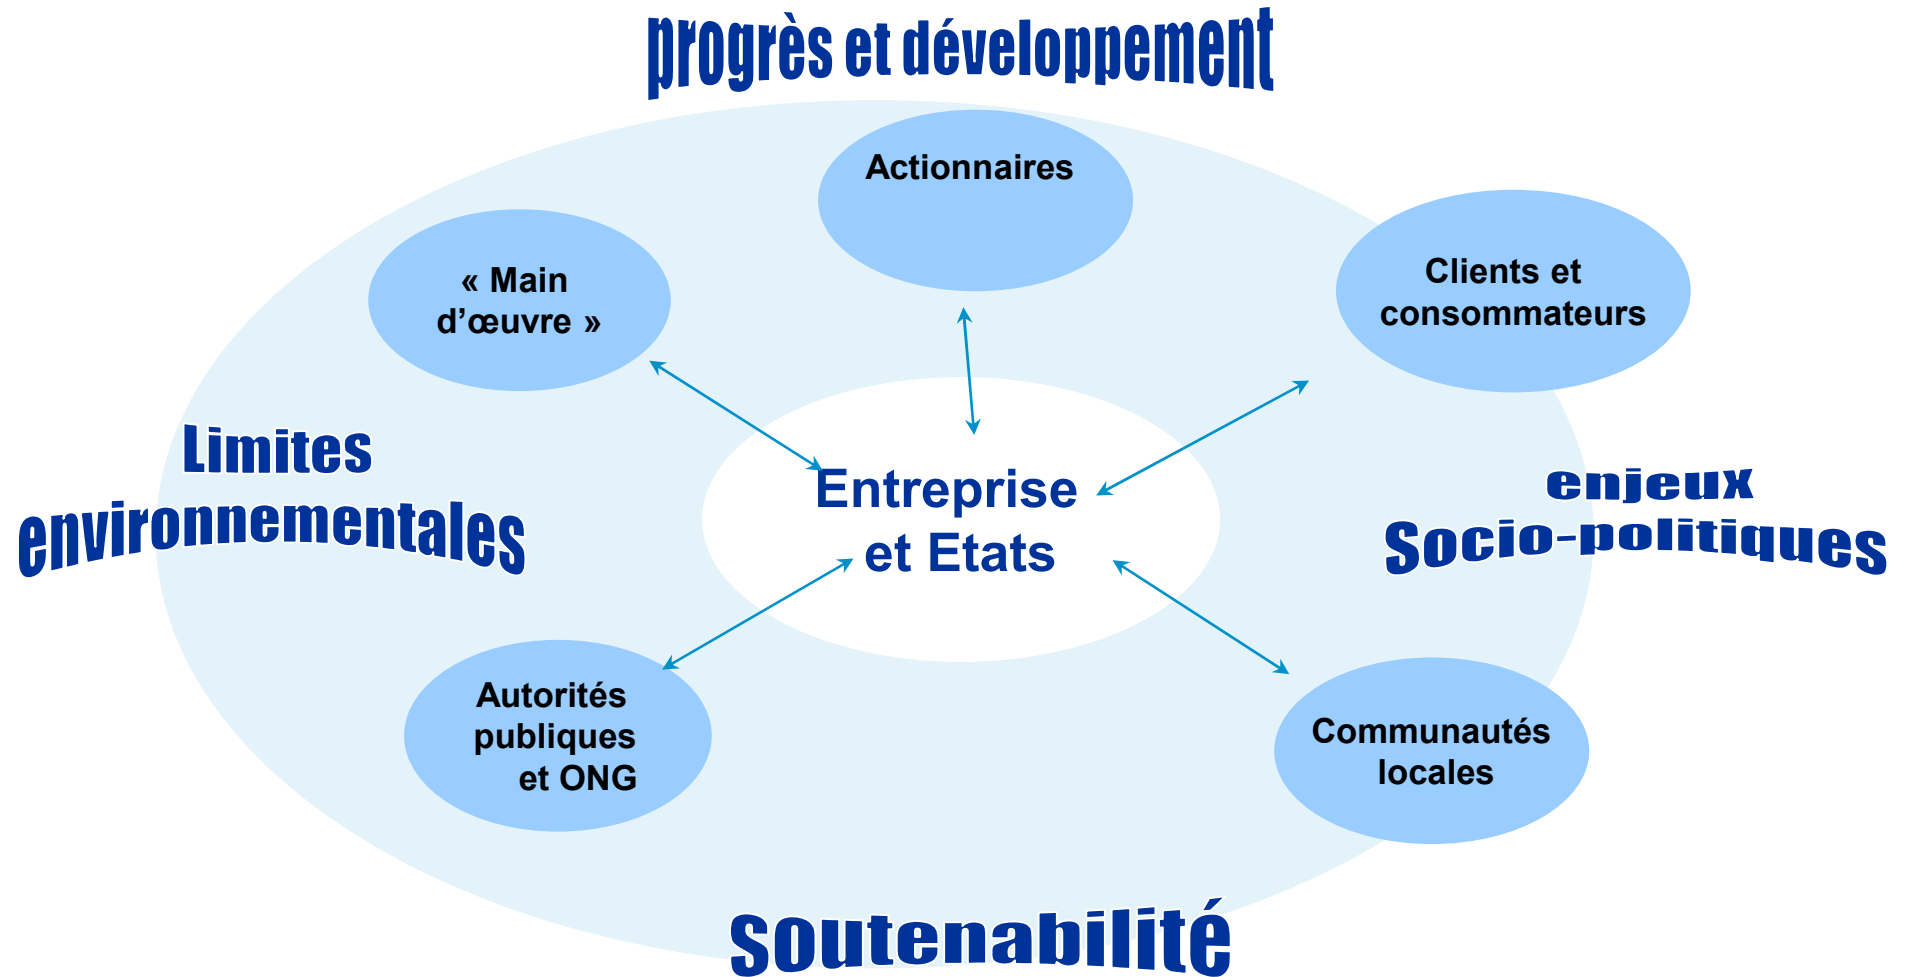 progrès et développement
Actionnaires
« Main
d’œuvre »
Clients et
consommateurs
Limites
environnementales
Entreprise
et Etats
enjeux
Socio-politiques
Autorités
publiques
et ONG
Communautés
locales
Soutenabilité